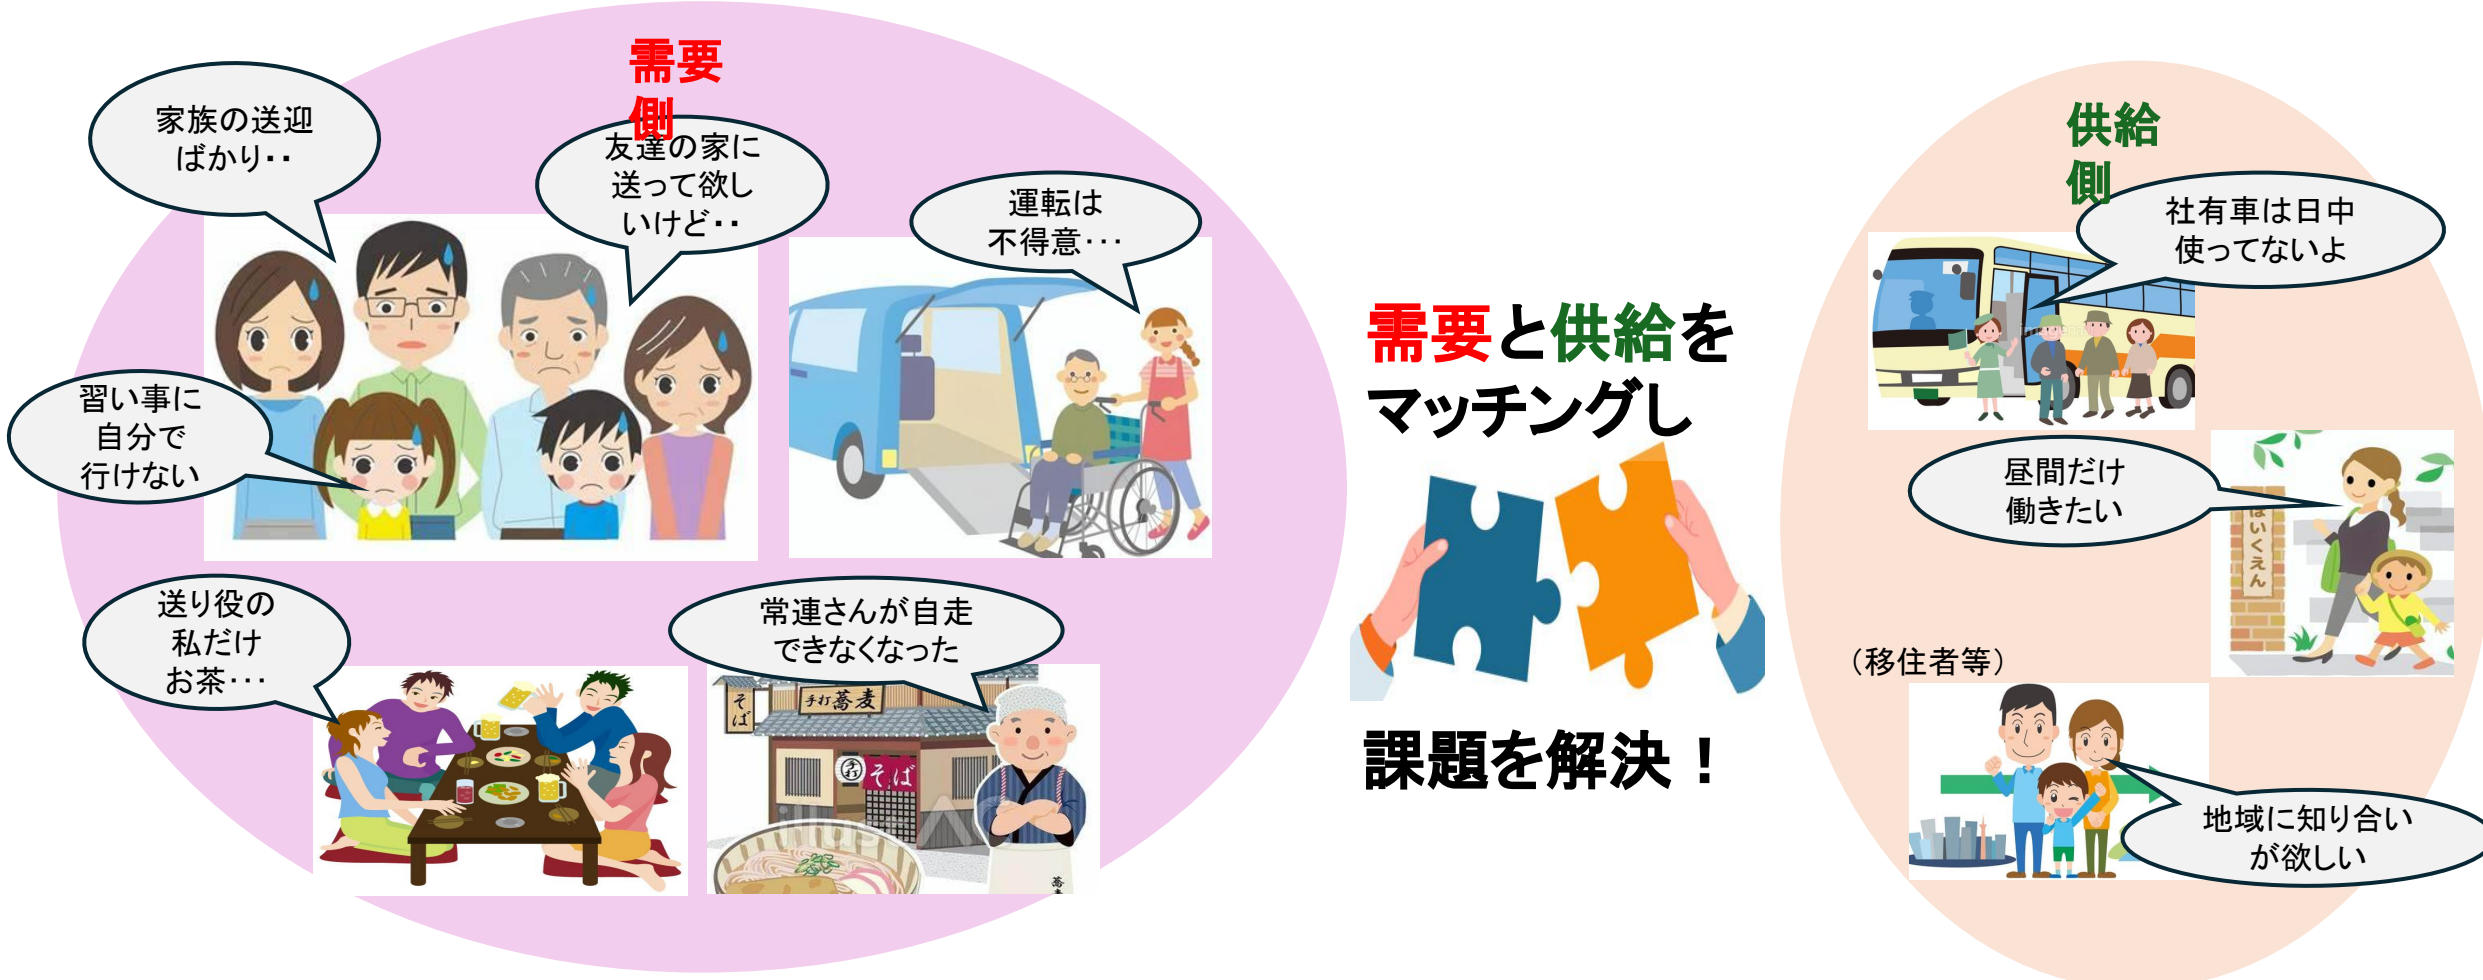 需要
側
家族の送迎
ばかり･･
友達の家に
送って欲し
いけど･･
運転は
不得意･･･
習い事に
自分で
行けない
送り役の
私だけ
お茶･･･
常連さんが自走
できなくなった
そば
手打蕎麦
手打
そば
蕎麦
需要と供給を
マッチングし
課題を解決！
供給
側
社有車は日中
使ってないよ
昼間だけ
働きたい
ほいくえん
（移住者等）
地域に知り合い
が欲しい